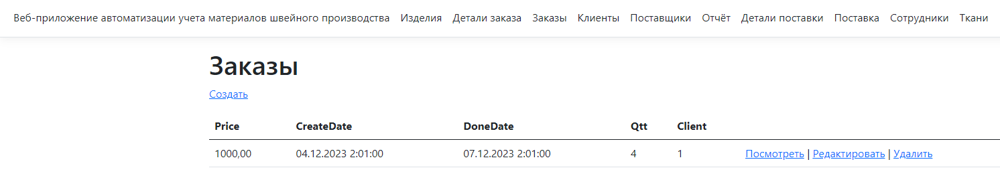 Веб-приложение автоматизации учета материалов швейного производства Изделия Детали заказа Заказы Клиенты Поставщики Отчёт Детали поставки Поставка Сотрудники Ткани
Заказы
Создать
Price CreateDate DoneDate Qtt Client
1000,00 04.12.2023 2:01:00 07.12.2023 2:01:00 4 1 Посмотреть | Редактировать | Удалить